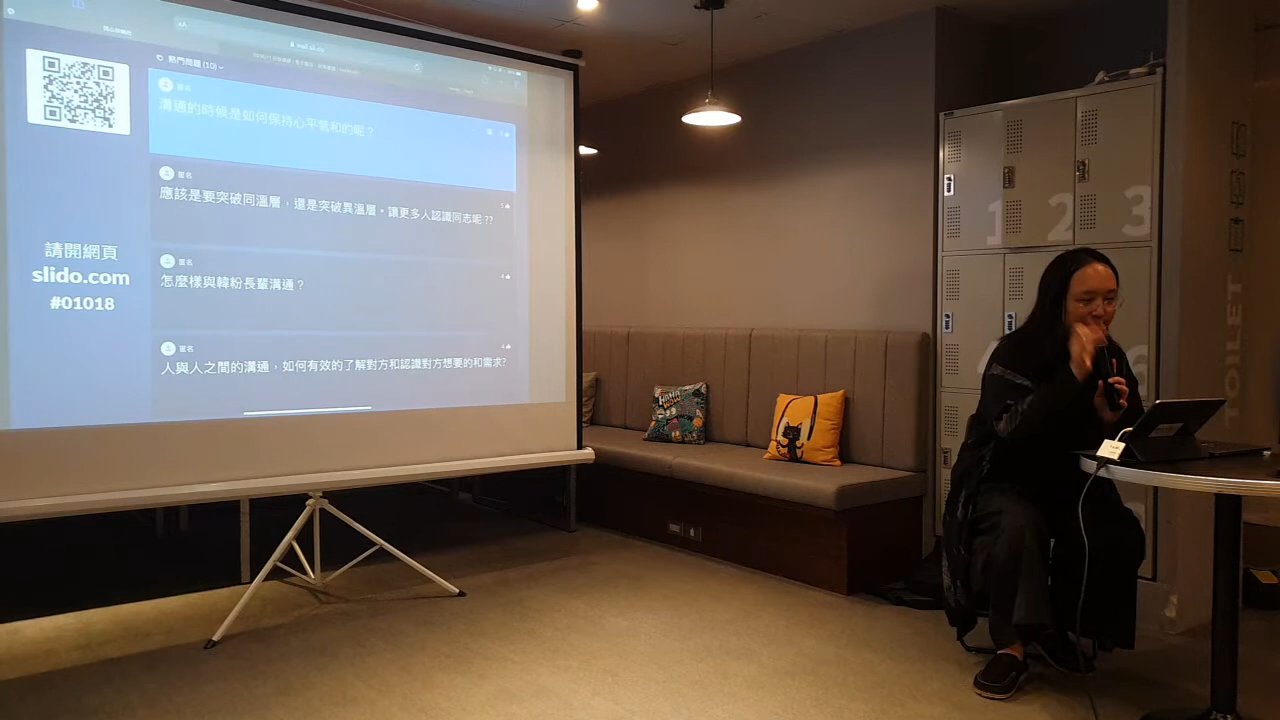 熱門問題 (10)
匿名
溝通的時候是如何保持心平氣和的呢？
匿名
應該是要突破同溫層，還是突破異溫層，讓更多人認識同志呢??
匿名
怎麼樣與韓粉長輩溝通？
匿名
人與人之間的溝通，如何有效的了解對方和認識對方想要的和需求?
請開網頁
slido.com
#01018
HAHA
1
2
3
4
6
TOILET